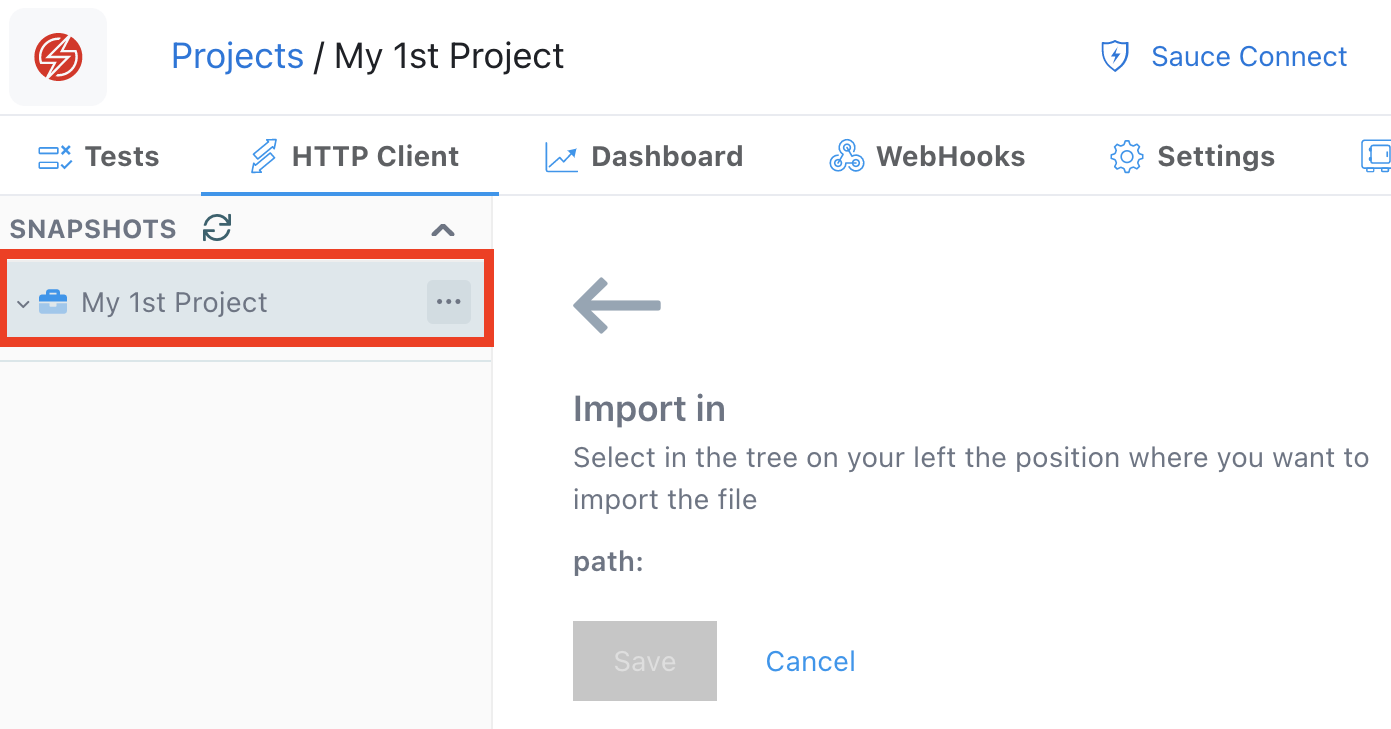 Projects / My 1st Project
Sauce Connect
Tests
HTTP Client
Dashboard
WebHooks
Settings
SNAPSHOTS
My 1st Project
Import in
Select in the tree on your left the position where you want to
import the file
path:
Save
Cancel